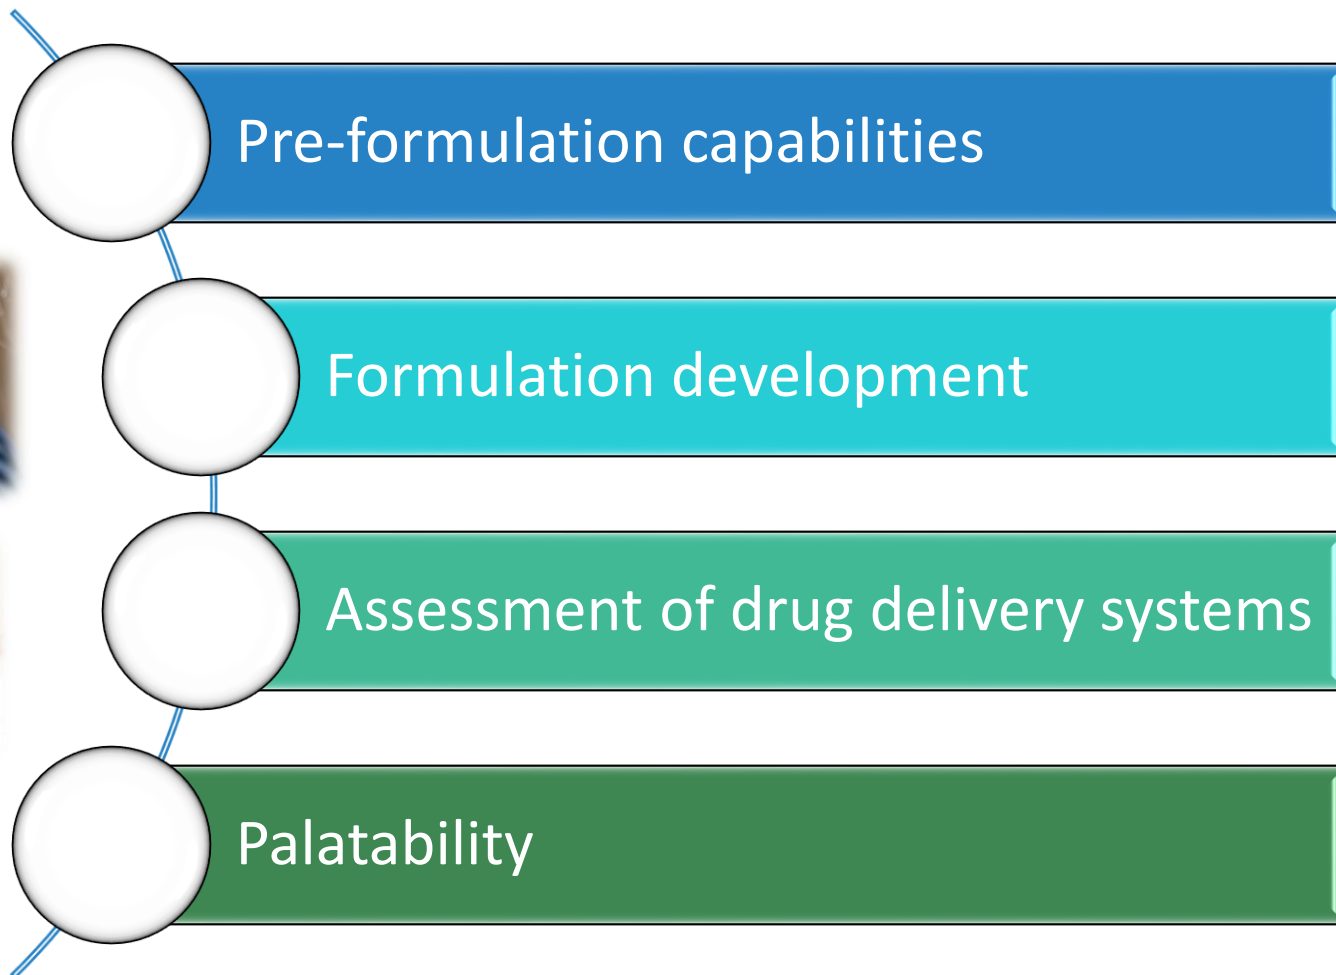 Pre-formulation capabilities
Formulation development
Assessment of drug delivery systems
Palatability